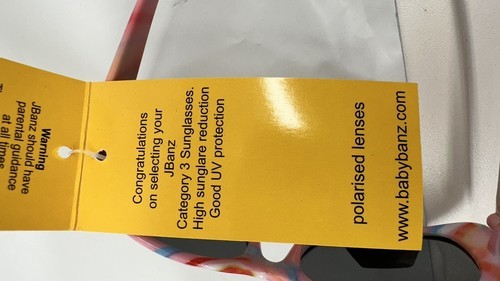 Warning
JBanz should have
parental guidance
at all times
Congratulations
on selecting your
JBanz
Category 3 Sunglasses.
High sunglare reduction
Good UV protection
polarised lenses
www.babybanz.com